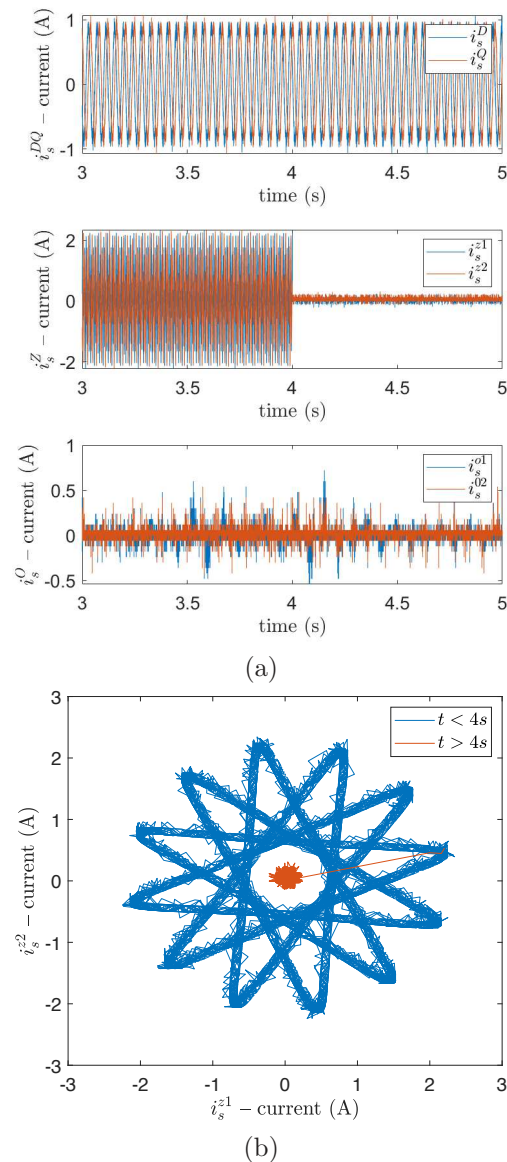 1
0
-1
i_s^{DQ} – current (A)
i_s^D
i_s^Q
3 3.5 4 4.5 5
time (s)
2
0
-2
i_s^Z – current (A)
i_s^{z1}
i_s^{z2}
3 3.5 4 4.5 5
time (s)
1
0.5
0
-0.5
i_s^O – current (A)
i_s^{o1}
i_s^{02}
3 3.5 4 4.5 5
time (s)
(a)
3
2
1
0
-1
-2
-3
i_s^{z2} – current (A)
t < 4s
t > 4s
-3 -2 -1 0 1 2 3
i_s^{z1} – current (A)
(b)